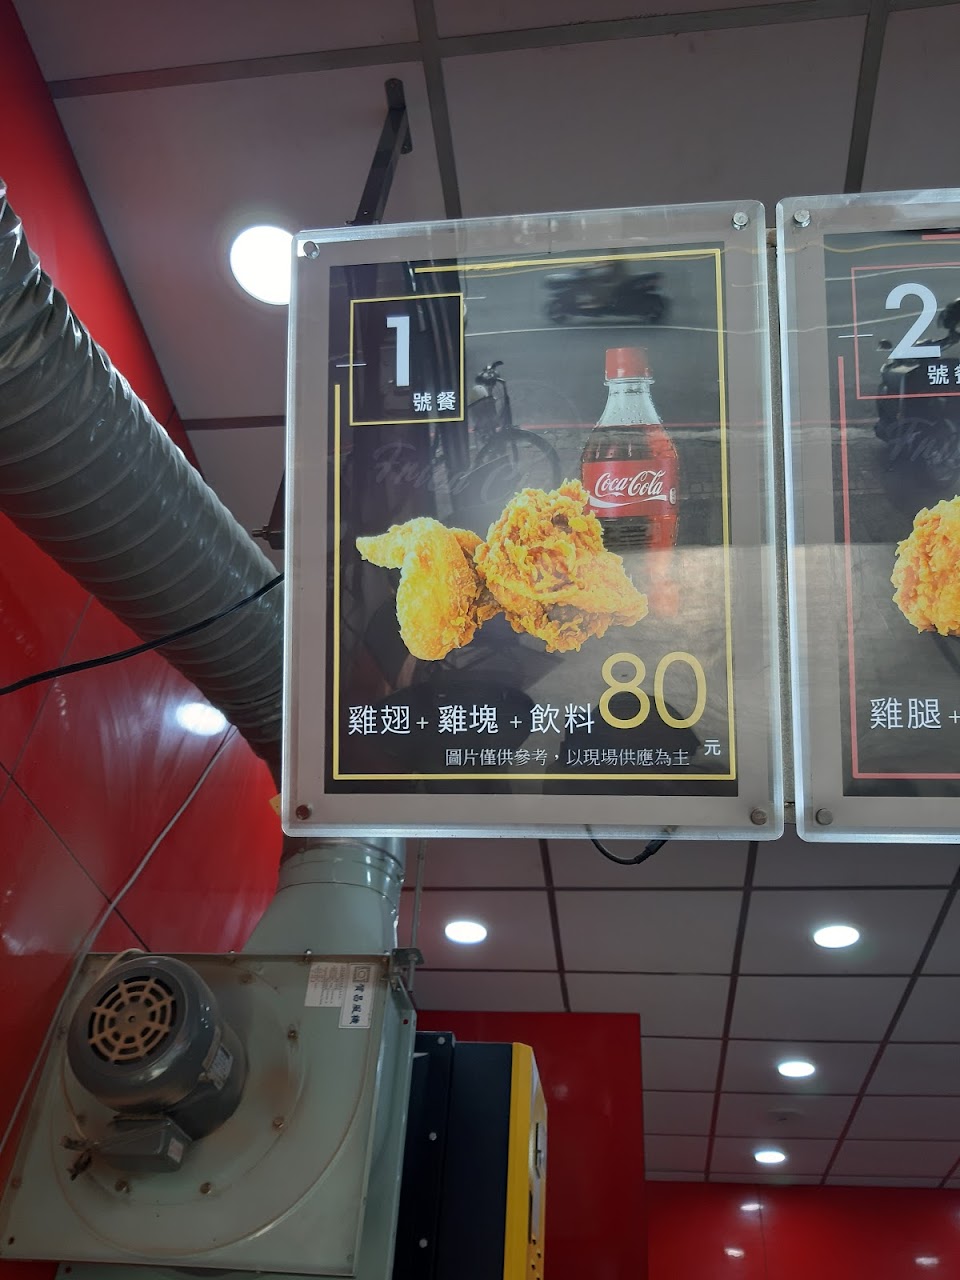 1
號餐
Coca-Cola
雞翅 + 雞塊 + 飲料 80
元
圖片僅供參考，以現場供應為主
2
號餐
雞腿 +